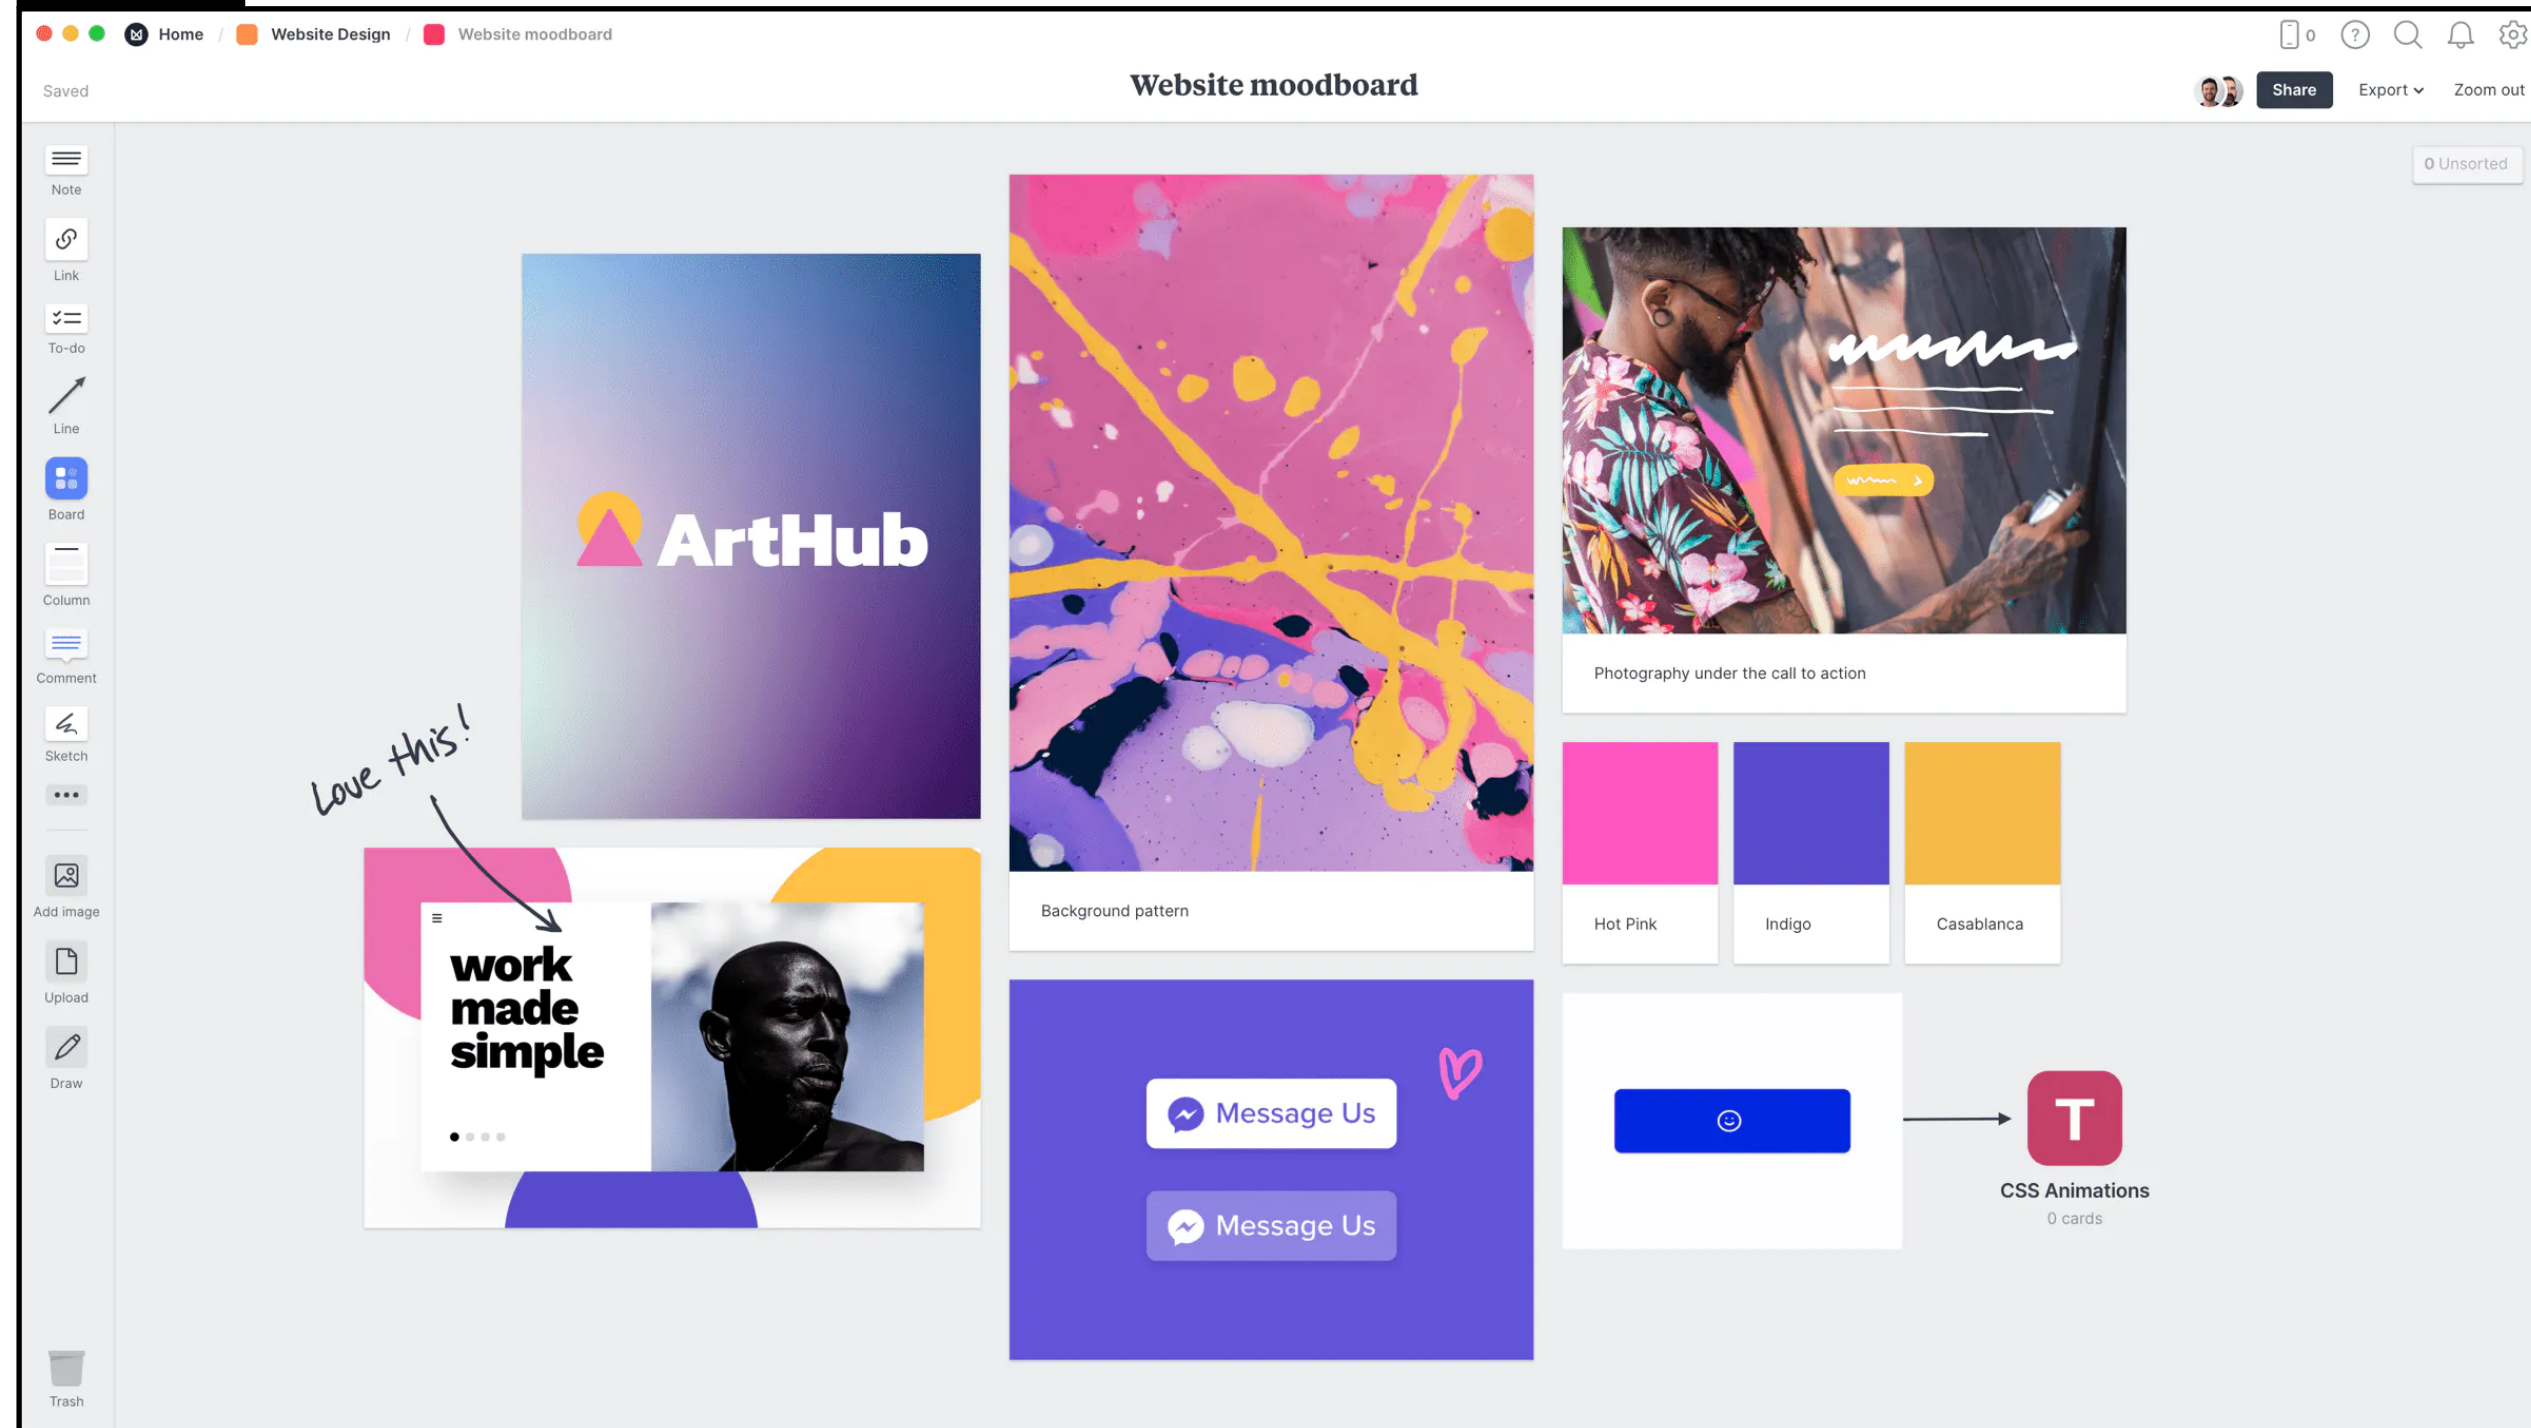 Home / Website Design / Website moodboard
0
Saved
Website moodboard
Share
Export
Zoom out
0 Unsorted
Note
Link
To-do
Line
Board
Column
Comment
Sketch
Add image
Upload
Draw
Trash
ArtHub
Love this!
work
made
simple
Background pattern
Message Us
Message Us
Photography under the call to action
Hot Pink
Indigo
Casablanca
T
CSS Animations
0 cards